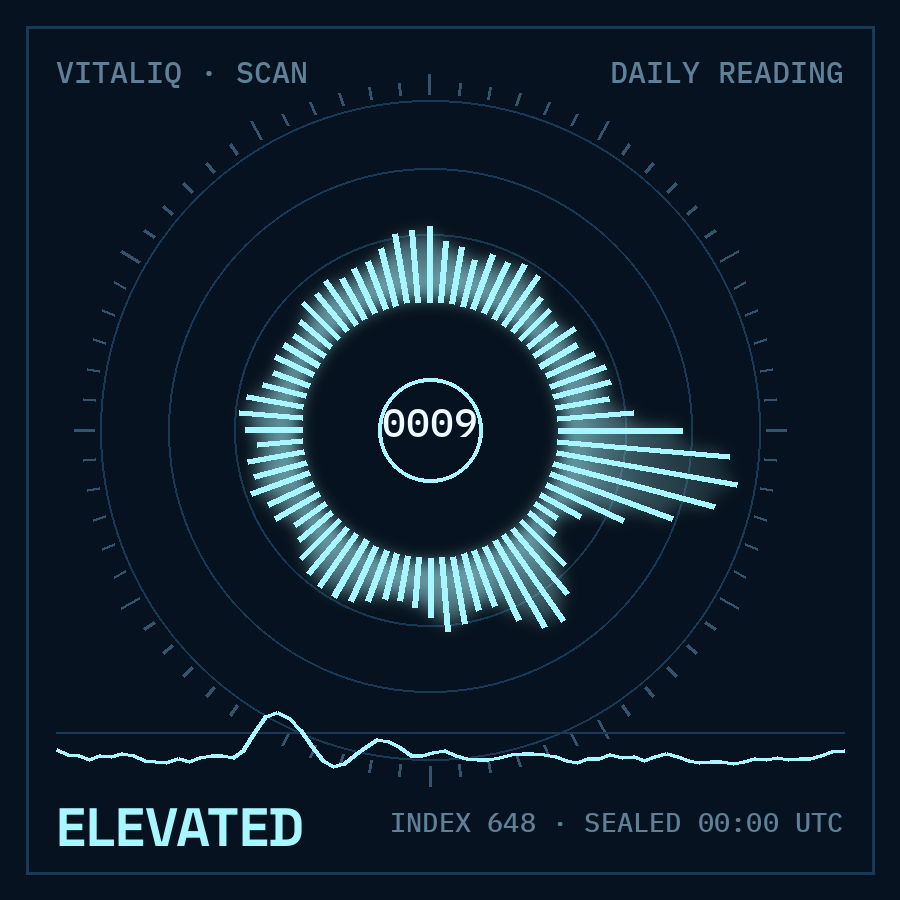 VITALIQ · SCAN
DAILY READING
0009
ELEVATED
INDEX 648 · SEALED 00:00 UTC